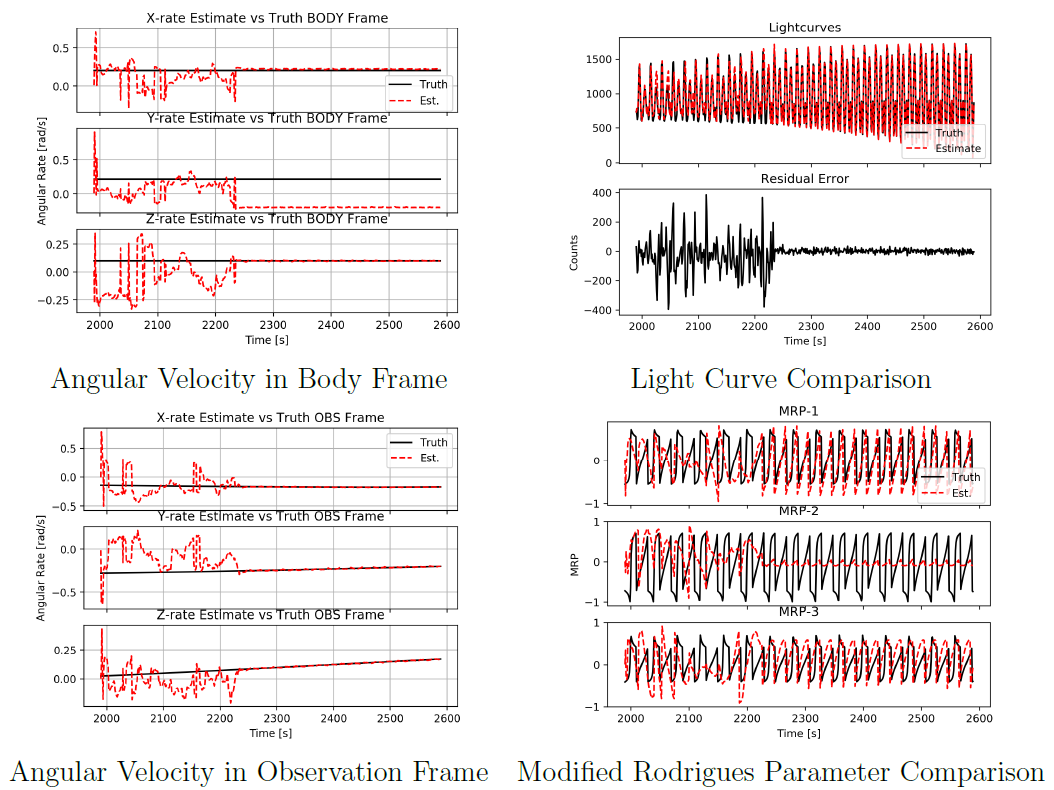 X-rate Estimate vs Truth BODY Frame
0.5
0.0
Truth
Est.
Y-rate Estimate vs Truth BODY Frame
0.5
0.0
Angular Rate [rad/s]
Z-rate Estimate vs Truth BODY Frame
0.25
0.00
−0.25
2000 2100 2200 2300 2400 2500 2600
Time [s]
Angular Velocity in Body Frame
Lightcurves
1500
1000
500
0
Truth
Estimate
Residual Error
400
200
0
−200
−400
Counts
2000 2100 2200 2300 2400 2500 2600
Time [s]
Light Curve Comparison
X-rate Estimate vs Truth OBS Frame
0.5
0.0
−0.5
Truth
Est.
Y-rate Estimate vs Truth OBS Frame
0.0
−0.5
Angular Rate [rad/s]
Z-rate Estimate vs Truth OBS Frame
0.25
0.00
2000 2100 2200 2300 2400 2500 2600
Time [s]
Angular Velocity in Observation Frame
MRP-1
0
−1
Truth
Est.
MRP-2
1
0
−1
MRP
MRP-3
1
0
−1
2000 2100 2200 2300 2400 2500 2600
Time [s]
Modified Rodrigues Parameter Comparison